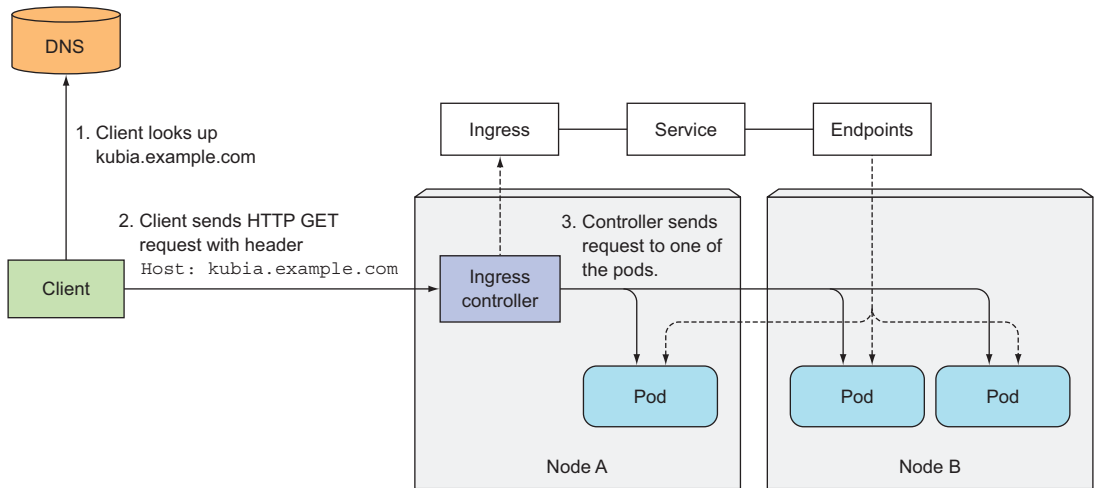 DNS
1. Client looks up
kubia.example.com
Ingress
Service
Endpoints
2. Client sends HTTP GET
request with header
Host: kubia.example.com
3. Controller sends
request to one of
the pods.
Client
Ingress
controller
Pod
Pod
Pod
Node A
Node B